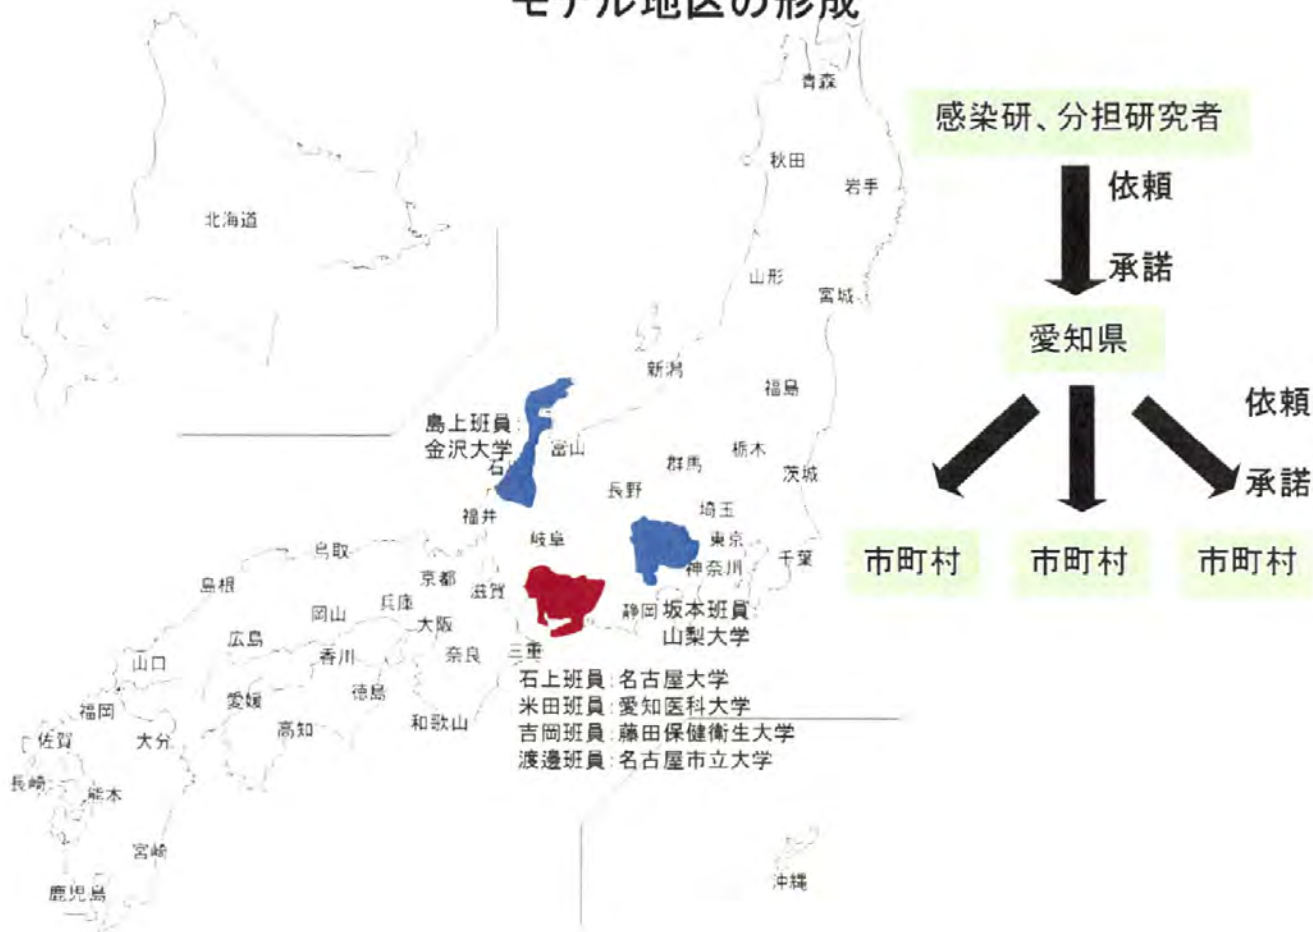 モデル地区の形成
青森
感染研、分担研究者
秋田
岩手
依頼
北海道
承諾
山形
宮城
愛知県
新潟
福島
依頼
島上班員:
金沢大学
富山
栃木
群馬
茨城
長野
承諾
埼玉
福井
岐阜
東京
市町村
市町村
市町村
鳥取
千葉
神奈川
京都
島根
滋賀
兵庫
岡山
静岡
坂本班員:
山梨大学
大阪
広島
香川
奈良
三重
山口
石上班員:名古屋大学
米田班員:愛知医科大学
吉岡班員:藤田保健衛生大学
渡邊班員:名古屋市立大学
徳島
愛媛
福岡
和歌山
高知
佐賀
大分
長崎
熊本
宮崎
沖縄
鹿児島